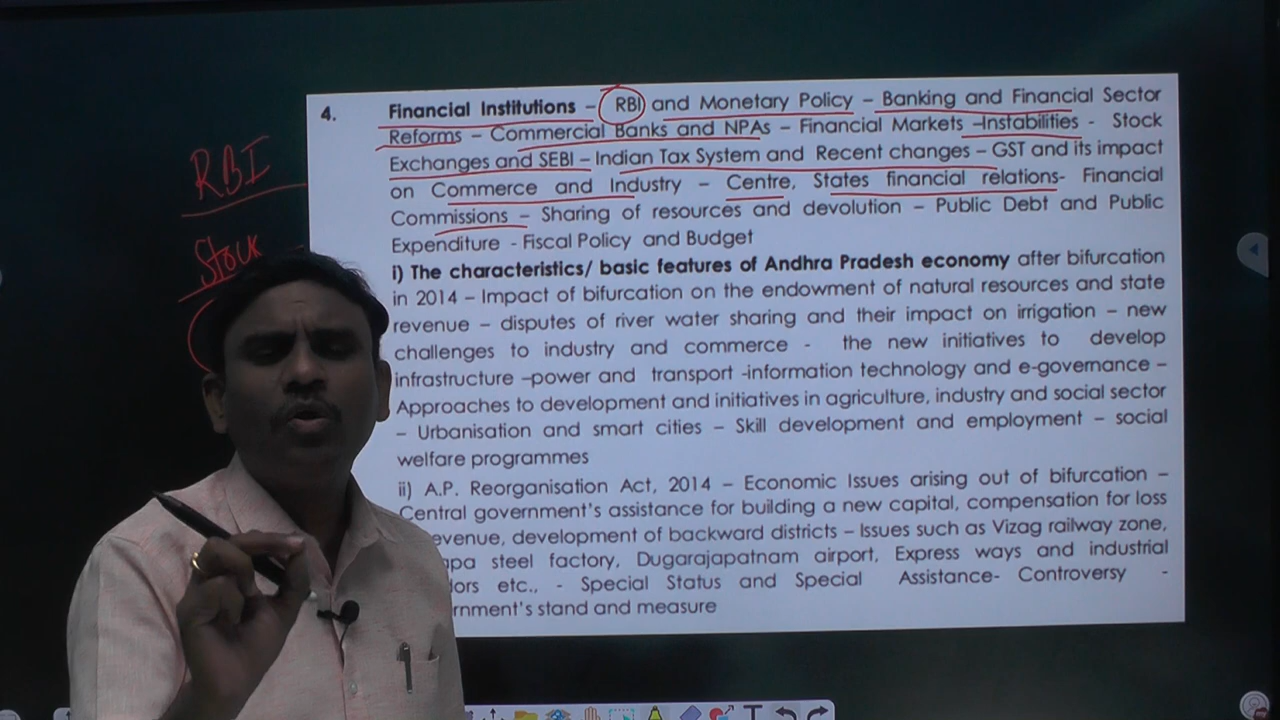 RBI
Stock
4. Financial Institutions – RBI and Monetary Policy – Banking and Financial Sector
Reforms – Commercial Banks and NPAs – Financial Markets –Instabilities - Stock
Exchanges and SEBI – Indian Tax System and Recent changes – GST and its impact
on Commerce and Industry – Centre, States financial relations- Financial
Commissions – Sharing of resources and devolution – Public Debt and Public
Expenditure - Fiscal Policy and Budget
i) The characteristics/ basic features of Andhra Pradesh economy after bifurcation
in 2014 – Impact of bifurcation on the endowment of natural resources and state
revenue – disputes of river water sharing and their impact on irrigation – new
challenges to industry and commerce - the new initiatives to develop
infrastructure –power and transport -information technology and e-governance –
Approaches to development and initiatives in agriculture, industry and social sector
– Urbanisation and smart cities – Skill development and employment – social
welfare programmes
ii) A.P. Reorganisation Act, 2014 – Economic Issues arising out of bifurcation –
Central government's assistance for building a new capital, compensation for loss
evenue, development of backward districts – Issues such as Vizag railway zone,
apa steel factory, Dugarajapatnam airport, Express ways and industrial
dors etc., - Special Status and Special Assistance- Controversy -
rnment's stand and measure